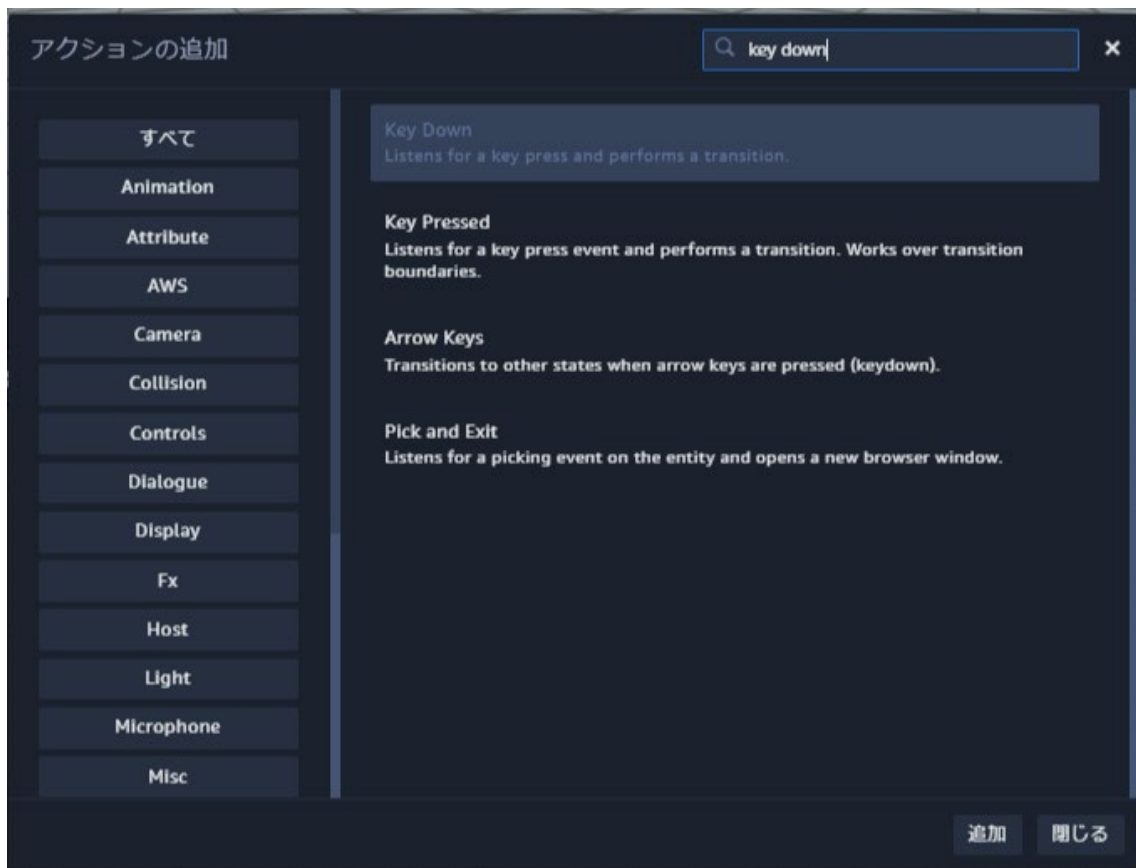 アクションの追加
key down
すべて
Animation
Attribute
AWS
Camera
Collision
Controls
Dialogue
Display
Fx
Host
Light
Microphone
Misc
Key Down
Listens for a key press and performs a transition.
Key Pressed
Listens for a key press event and performs a transition. Works over transition
boundaries.
Arrow Keys
Transitions to other states when arrow keys are pressed (keydown).
Pick and Exit
Listens for a picking event on the entity and opens a new browser window.
追加
閉じる